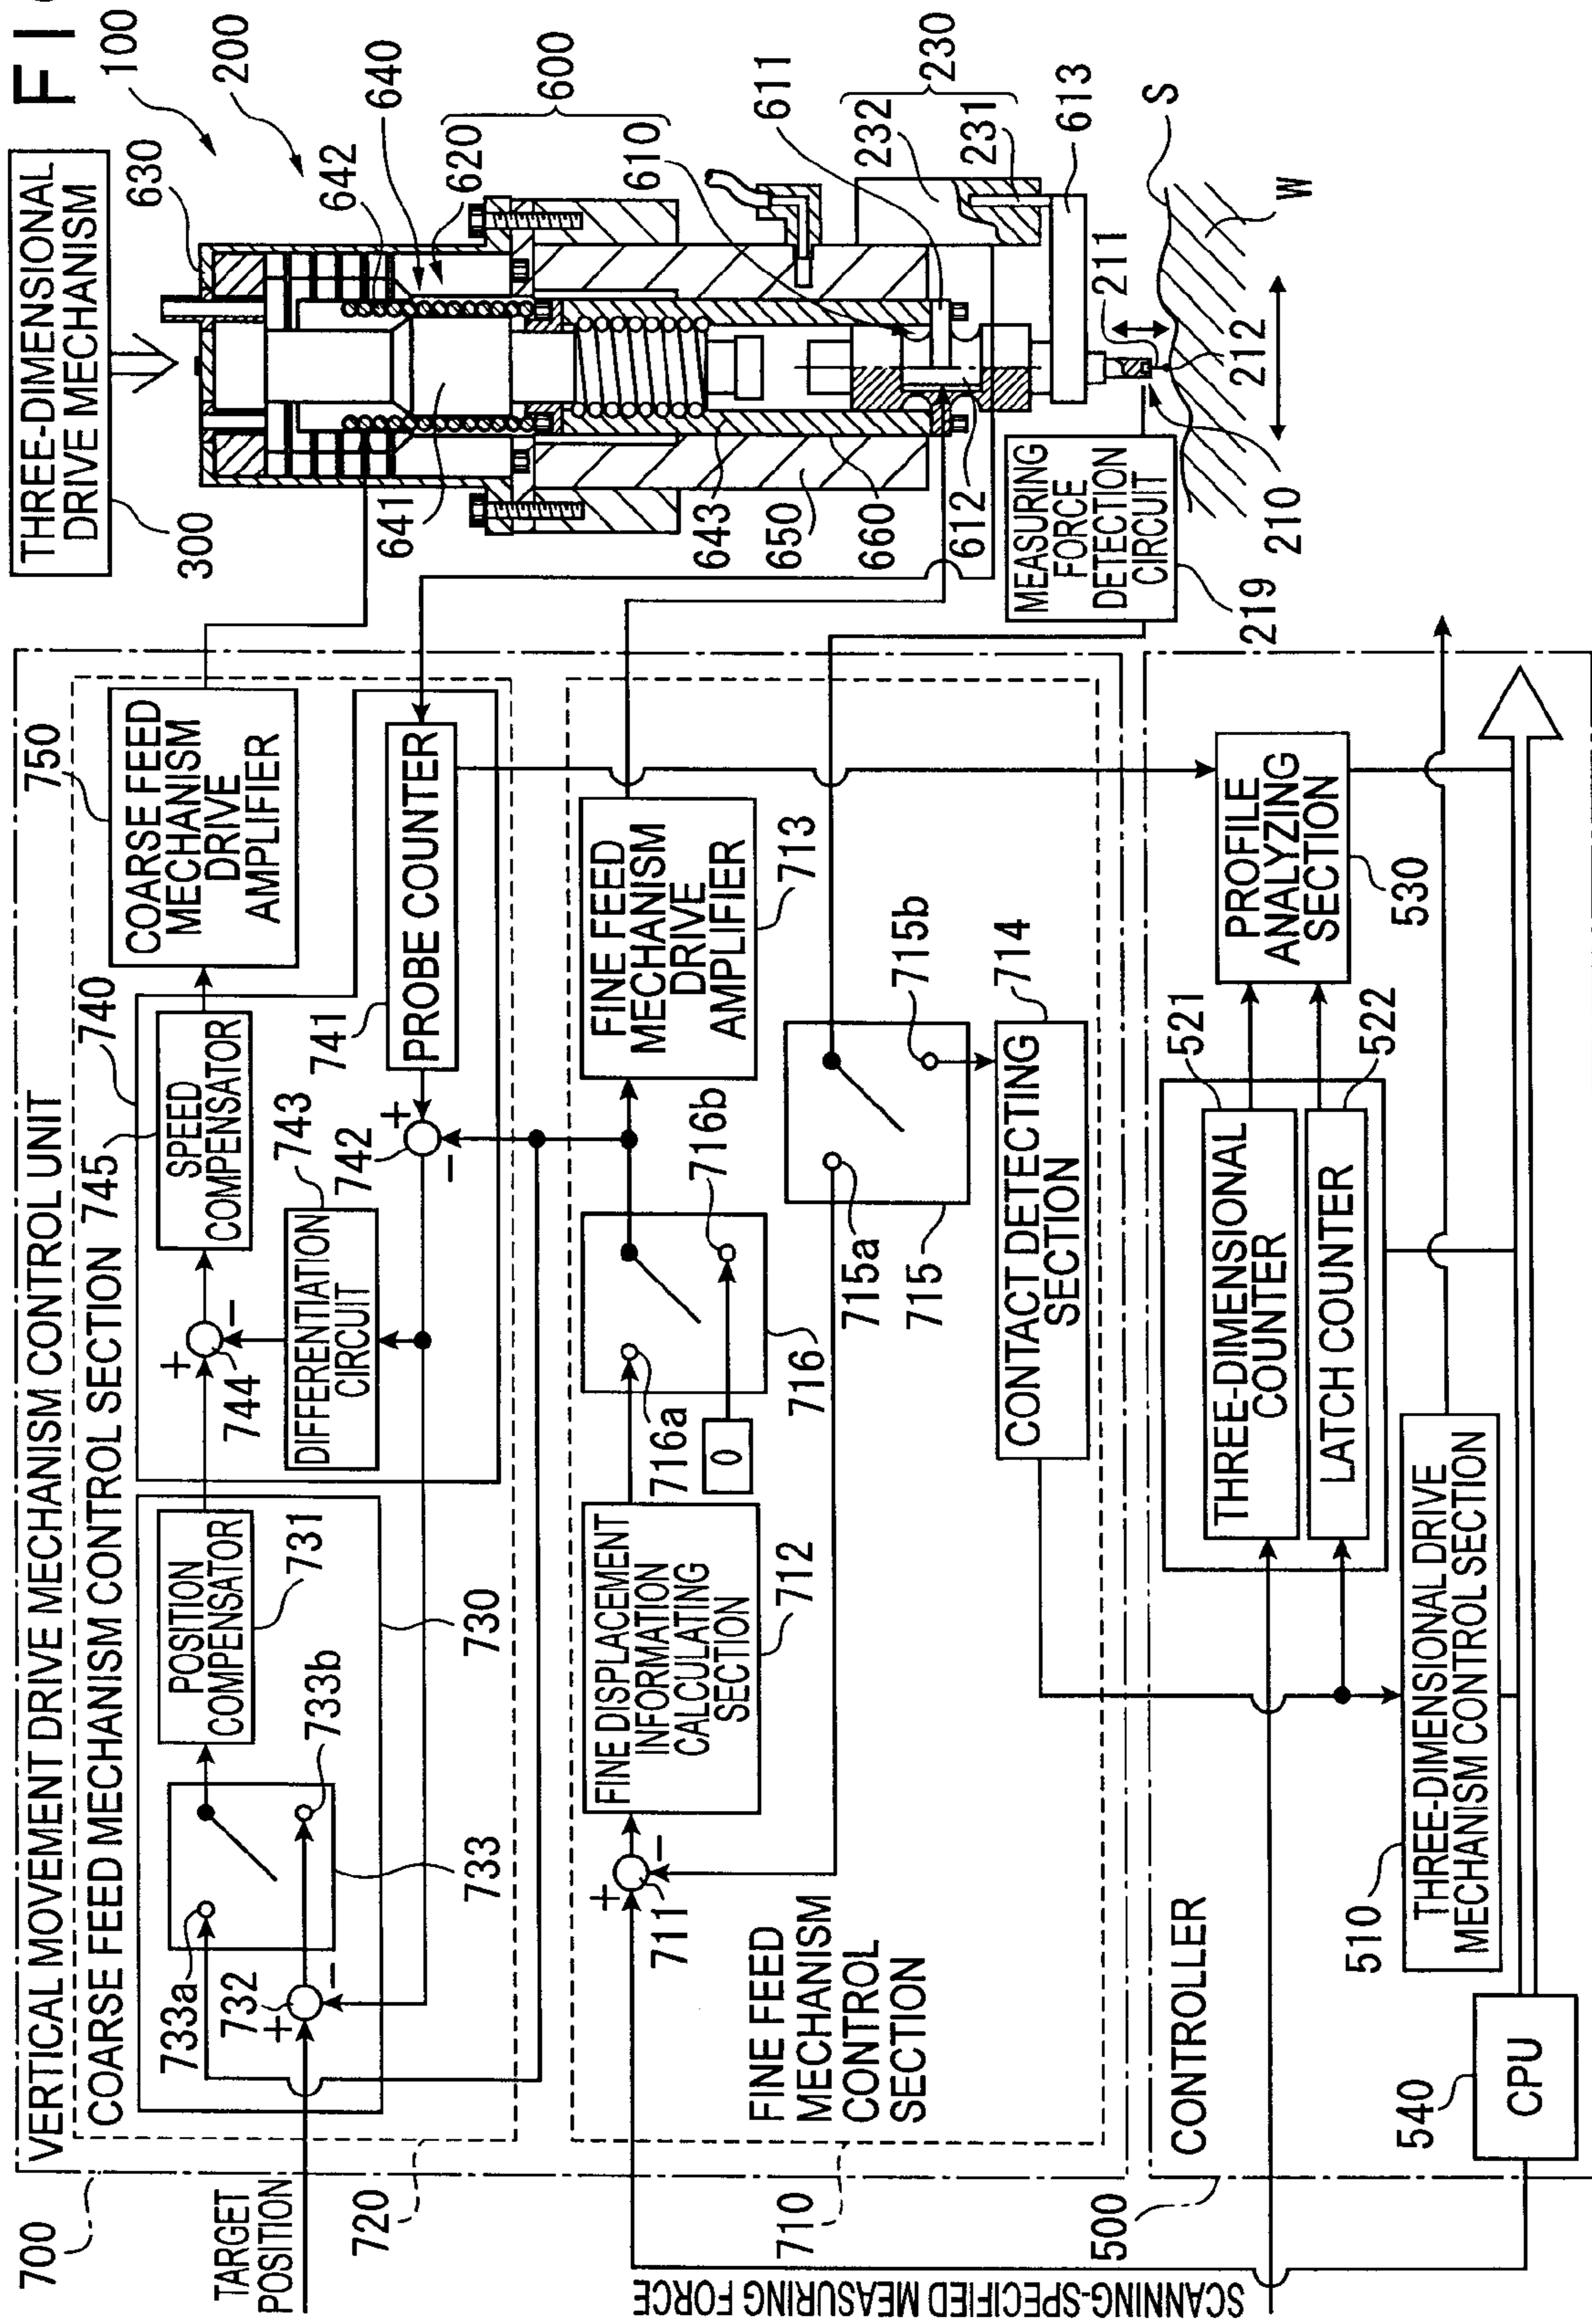 FI
100
200
THREE-DIMENSIONAL
DRIVE MECHANISM
300
630
642
640
620
600
610
611
230
232
231
613
S
W
211
212
210
641
643
650
660
612
MEASURING
FORCE
DETECTION
CIRCUIT
219
700
VERTICAL MOVEMENT DRIVE MECHANISM CONTROL UNIT
COARSE FEED MECHANISM CONTROL SECTION
720
TARGET
POSITION
733a
732
+
-
733
733b
POSITION
COMPENSATOR
731
730
740
745
SPEED
COMPENSATOR
+
-
744
743
DIFFERENTIATION
CIRCUIT
742
+
-
741
PROBE COUNTER
750
COARSE FEED
MECHANISM
DRIVE
AMPLIFIER
710
FINE FEED
MECHANISM
CONTROL
SECTION
711
+
-
FINE DISPLACEMENT
INFORMATION
CALCULATING
SECTION
712
716a
716b
716
0
FINE FEED
MECHANISM
DRIVE
AMPLIFIER
713
715a
715b
715
714
CONTACT DETECTING
SECTION
SCANNING-SPECIFIED MEASURING FORCE
500
CONTROLLER
521
THREE-DIMENSIONAL
COUNTER
522
LATCH COUNTER
PROFILE
ANALYZING
SECTION
530
510
THREE-DIMENSIONAL DRIVE
MECHANISM CONTROL SECTION
540
CPU